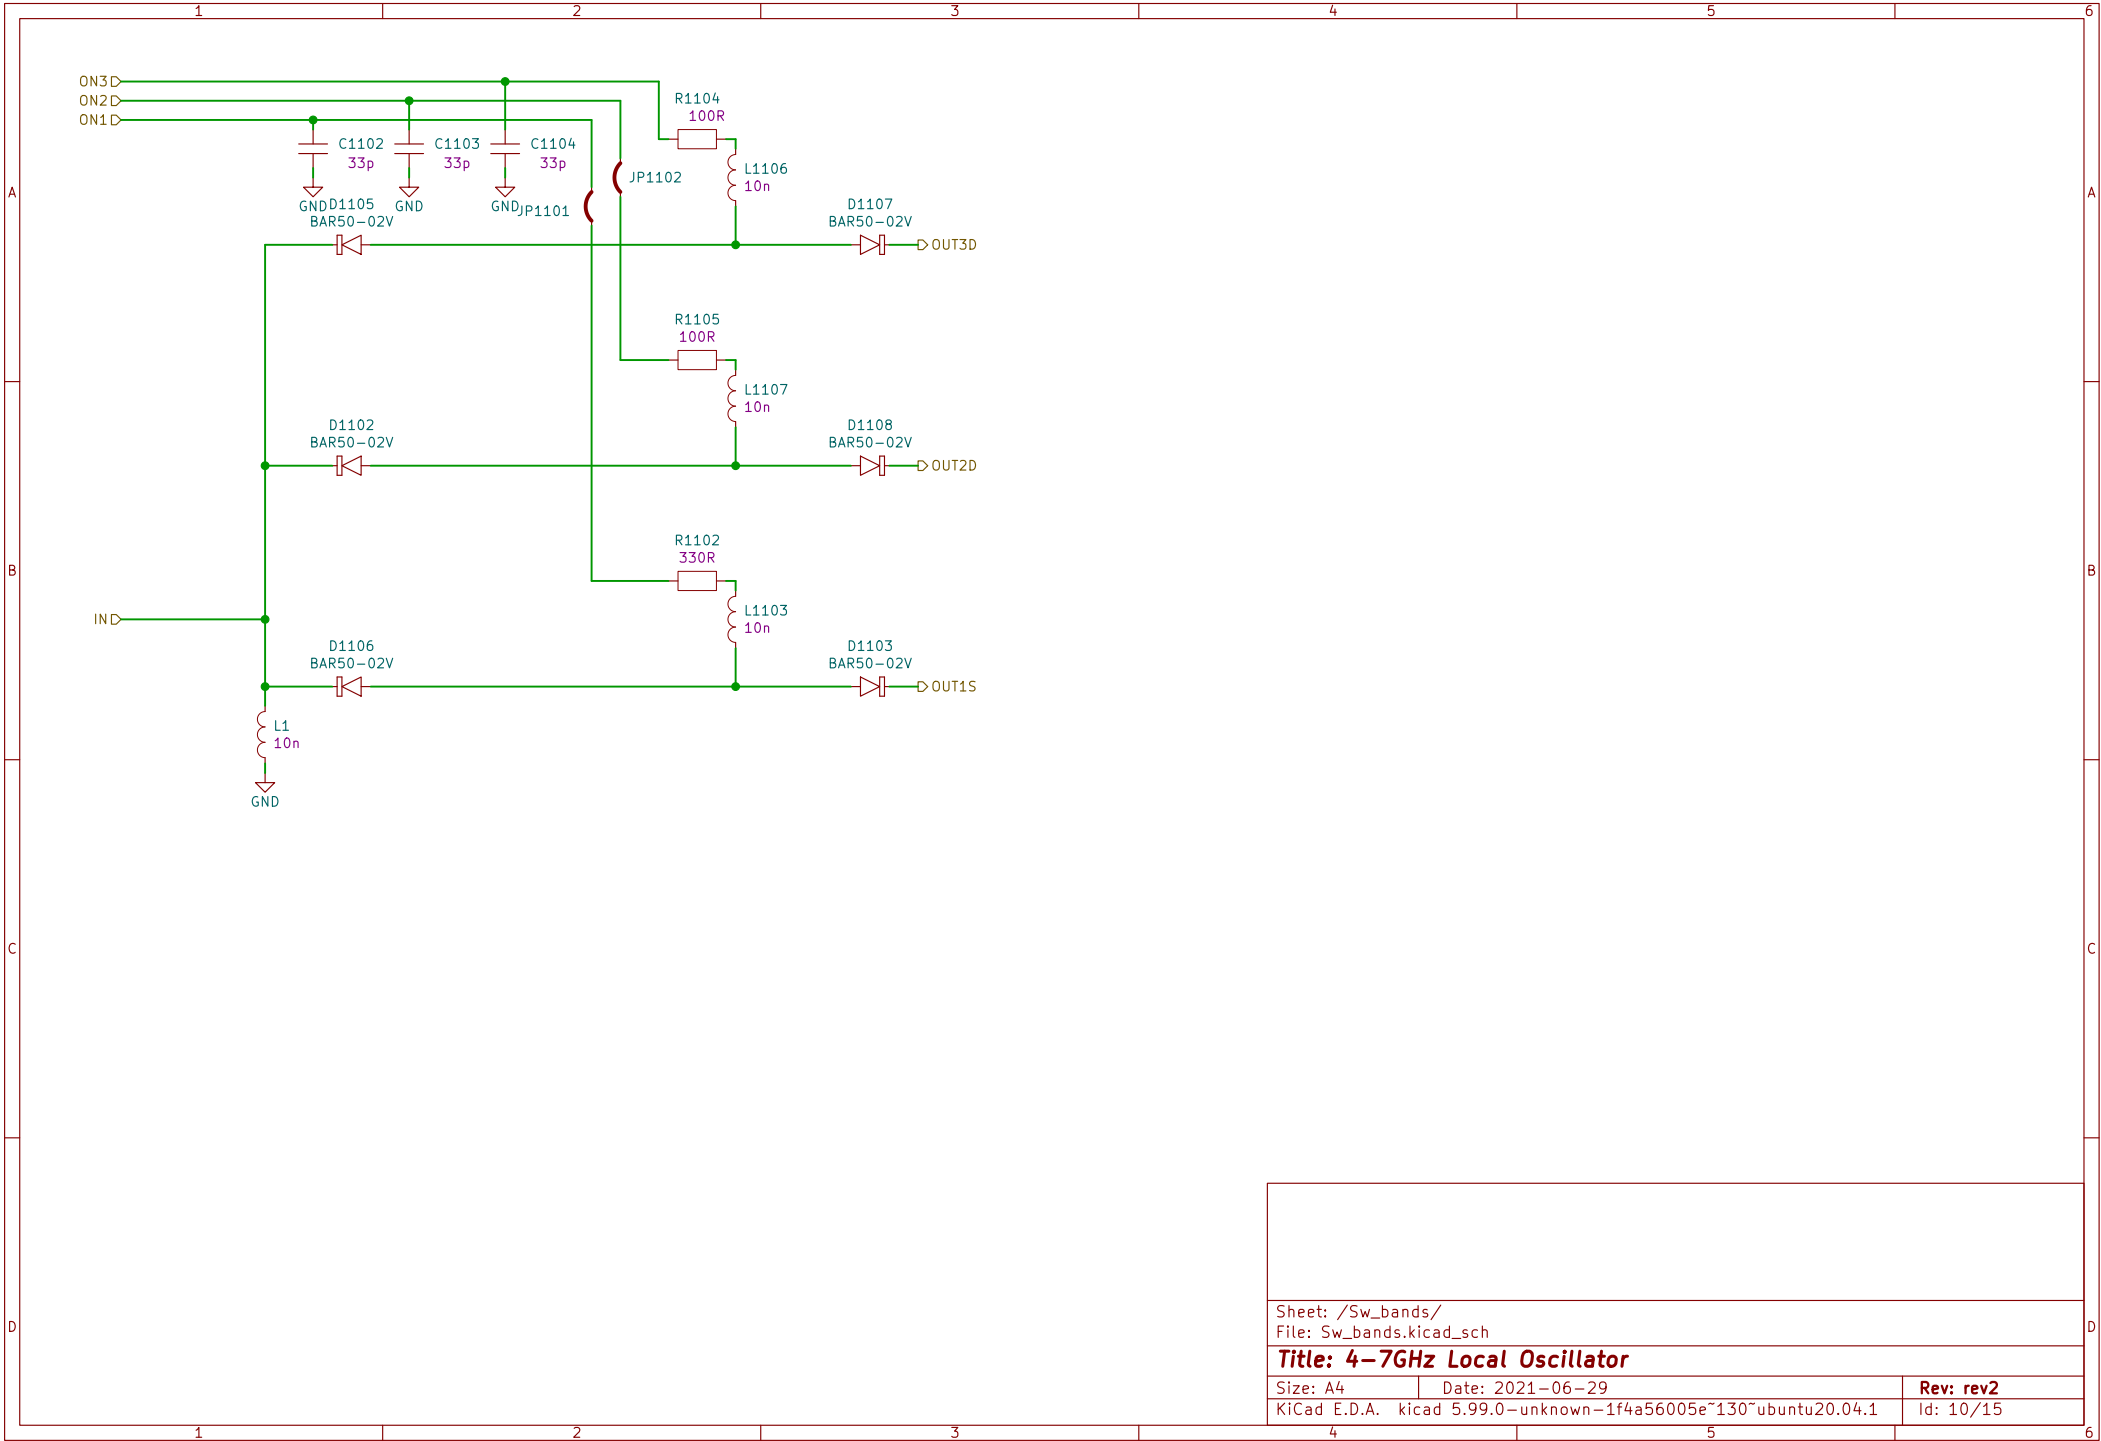 1 2 3 4 5 6
ON3
ON2
ON1
R1104
100R
C1102
33p
C1103
33p
C1104
33p
L1106
10n
JP1102
JP1101
A A
GND
GND
GND
D1105
BAR50-02V
D1107
BAR50-02V
OUT3D
R1105
100R
L1107
10n
D1102
BAR50-02V
D1108
BAR50-02V
OUT2D
R1102
330R
B B
L1103
10n
IN
D1106
BAR50-02V
D1103
BAR50-02V
OUT1S
L1
10n
GND
C C
D D
Sheet: /Sw_bands/
File: Sw_bands.kicad_sch
Title: 4-7GHz Local Oscillator
Size: A4 Date: 2021-06-29 Rev: rev2
KiCad E.D.A. kicad 5.99.0-unknown-1f4a56005e~130~ubuntu20.04.1 Id: 10/15
1 2 3 4 5 6